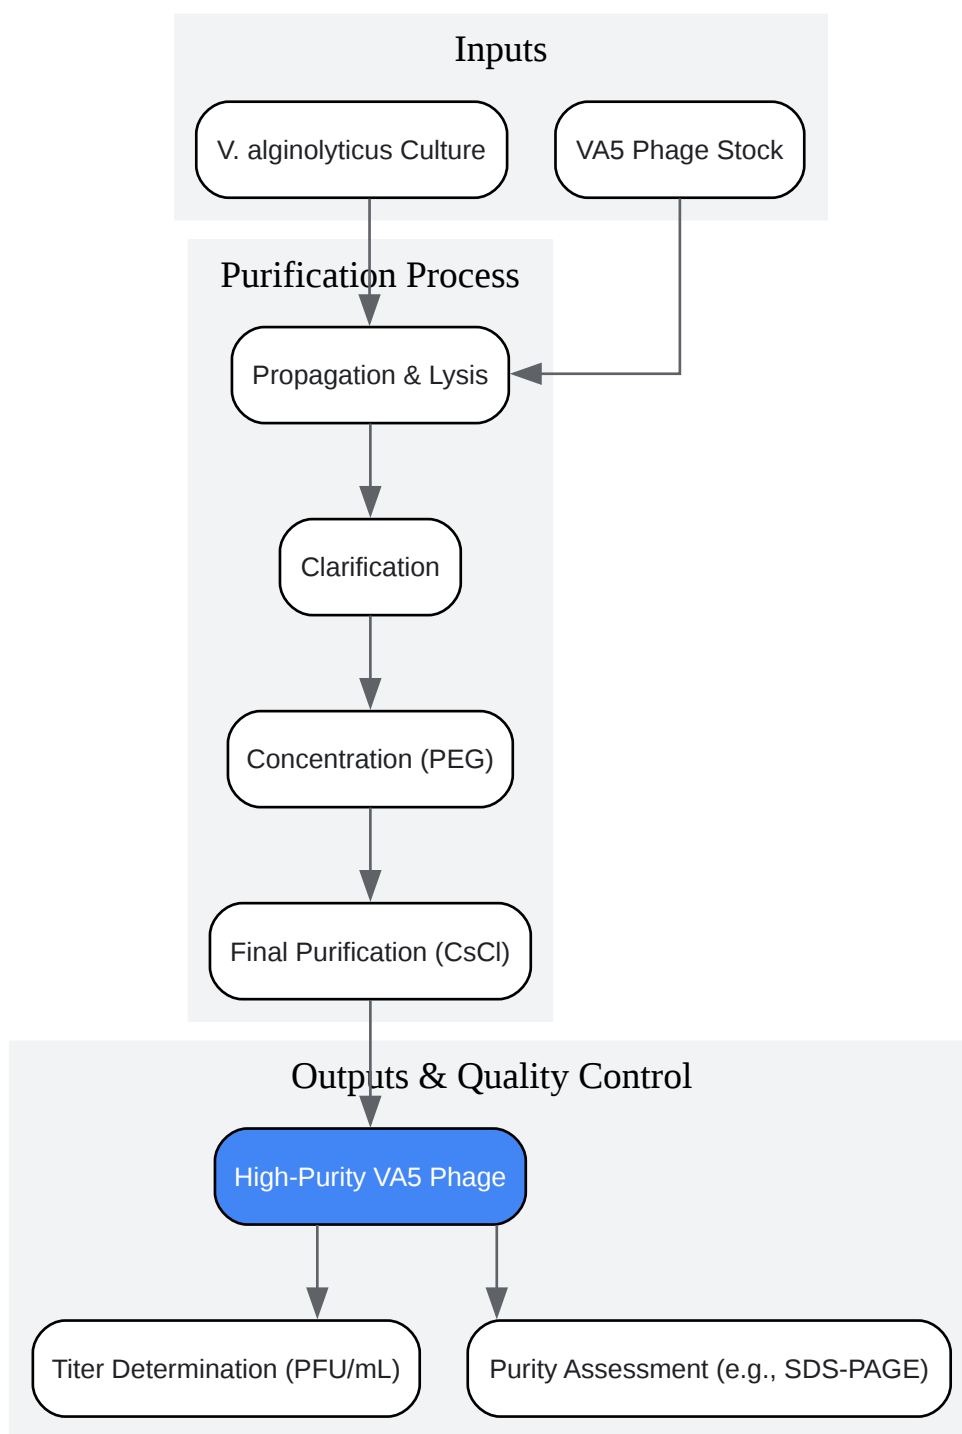 Inputs
V. alginolyticus Culture
VA5 Phage Stock
Purification Process
Propagation & Lysis
Clarification
Concentration (PEG)
Final Purification (CsCl)
Outputs & Quality Control
High-Purity VA5 Phage
Titer Determination (PFU/mL)
Purity Assessment (e.g., SDS-PAGE)